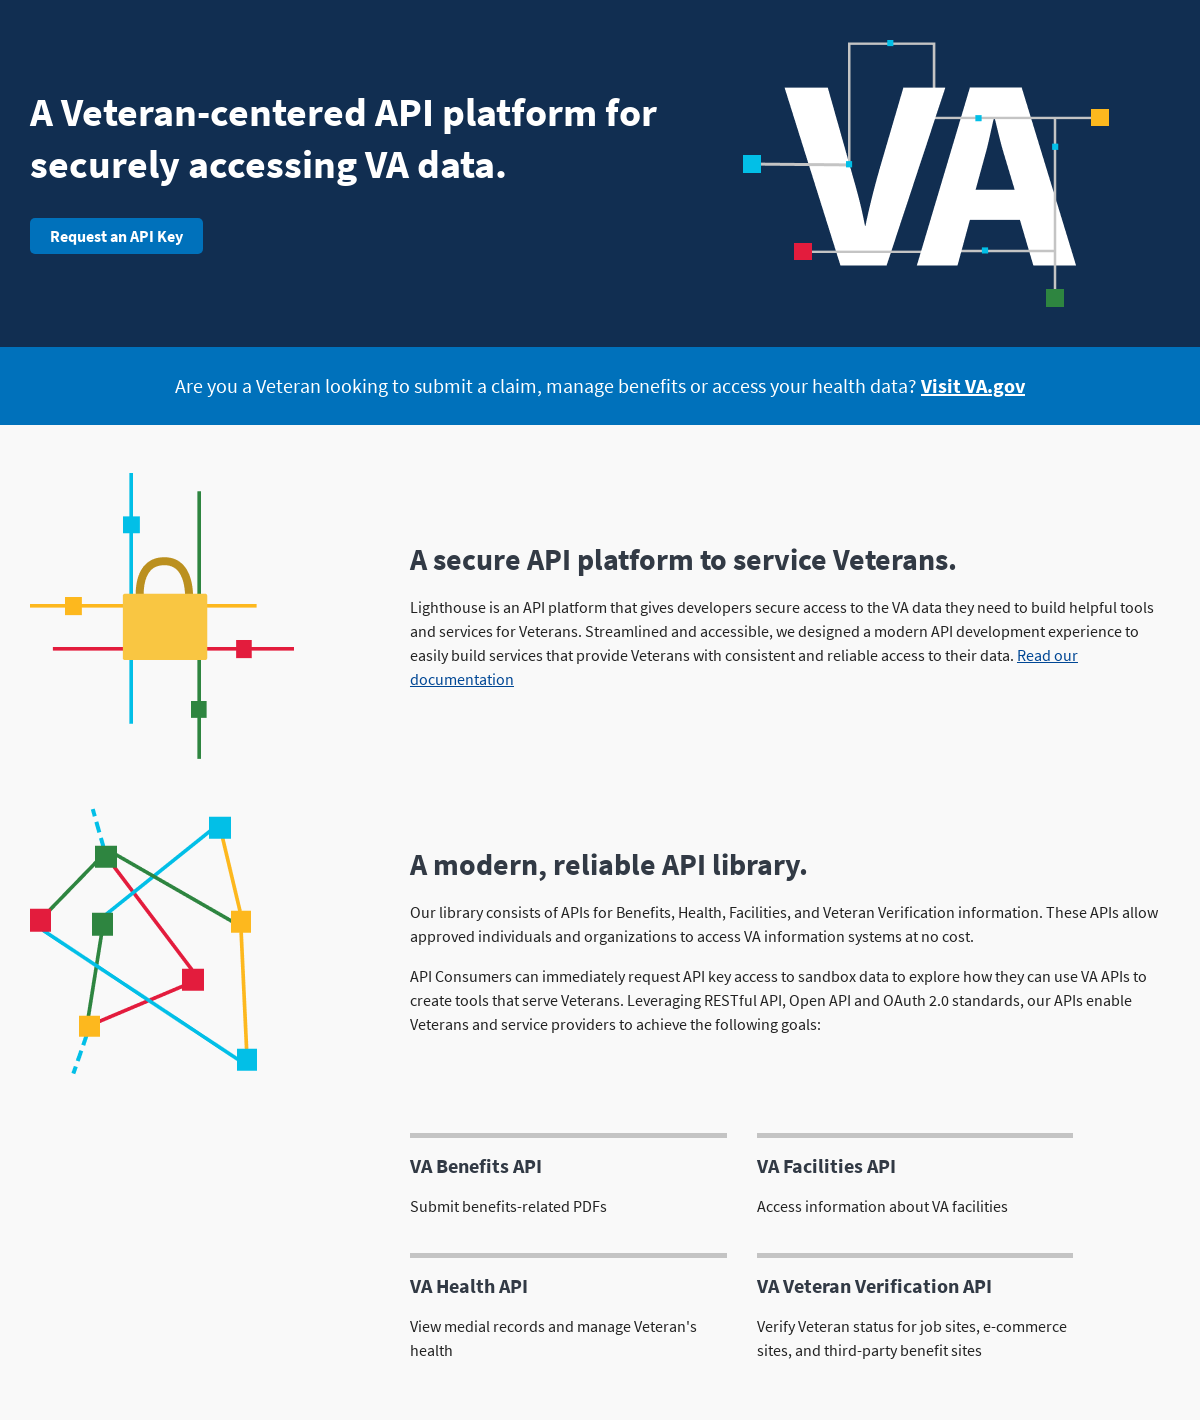 A Veteran-centered API platform for
securely accessing VA data.
Request an API Key
VA
Are you a Veteran looking to submit a claim, manage benefits or access your health data? Visit VA.gov
A secure API platform to service Veterans.
Lighthouse is an API platform that gives developers secure access to the VA data they need to build helpful tools
and services for Veterans. Streamlined and accessible, we designed a modern API development experience to
easily build services that provide Veterans with consistent and reliable access to their data. Read our
documentation
A modern, reliable API library.
Our library consists of APIs for Benefits, Health, Facilities, and Veteran Verification information. These APIs allow
approved individuals and organizations to access VA information systems at no cost.
API Consumers can immediately request API key access to sandbox data to explore how they can use VA APIs to
create tools that serve Veterans. Leveraging RESTful API, Open API and OAuth 2.0 standards, our APIs enable
Veterans and service providers to achieve the following goals:
VA Benefits API
Submit benefits-related PDFs
VA Facilities API
Access information about VA facilities
VA Health API
View medial records and manage Veteran's
health
VA Veteran Verification API
Verify Veteran status for job sites, e-commerce
sites, and third-party benefit sites